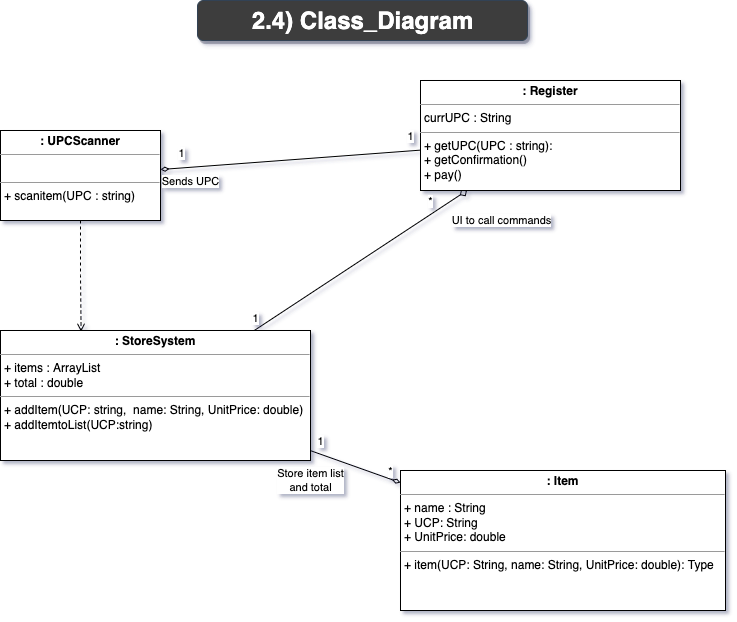 2.4) Class_Diagram
: Register
currUPC : String
+ getUPC(UPC : string):
+ getConfirmation()
+ pay()
: UPCScanner
+ scanitem(UPC : string)
1
1
Sends UPC
*
UI to call commands
1
: StoreSystem
+ items : ArrayList
+ total : double
+ addItem(UCP: string,  name: String, UnitPrice: double)
+ addItemtoList(UCP:string)
1
*
Store item list
and total
: Item
+ name : String
+ UCP: String
+ UnitPrice: double
+ item(UCP: String, name: String, UnitPrice: double): Type